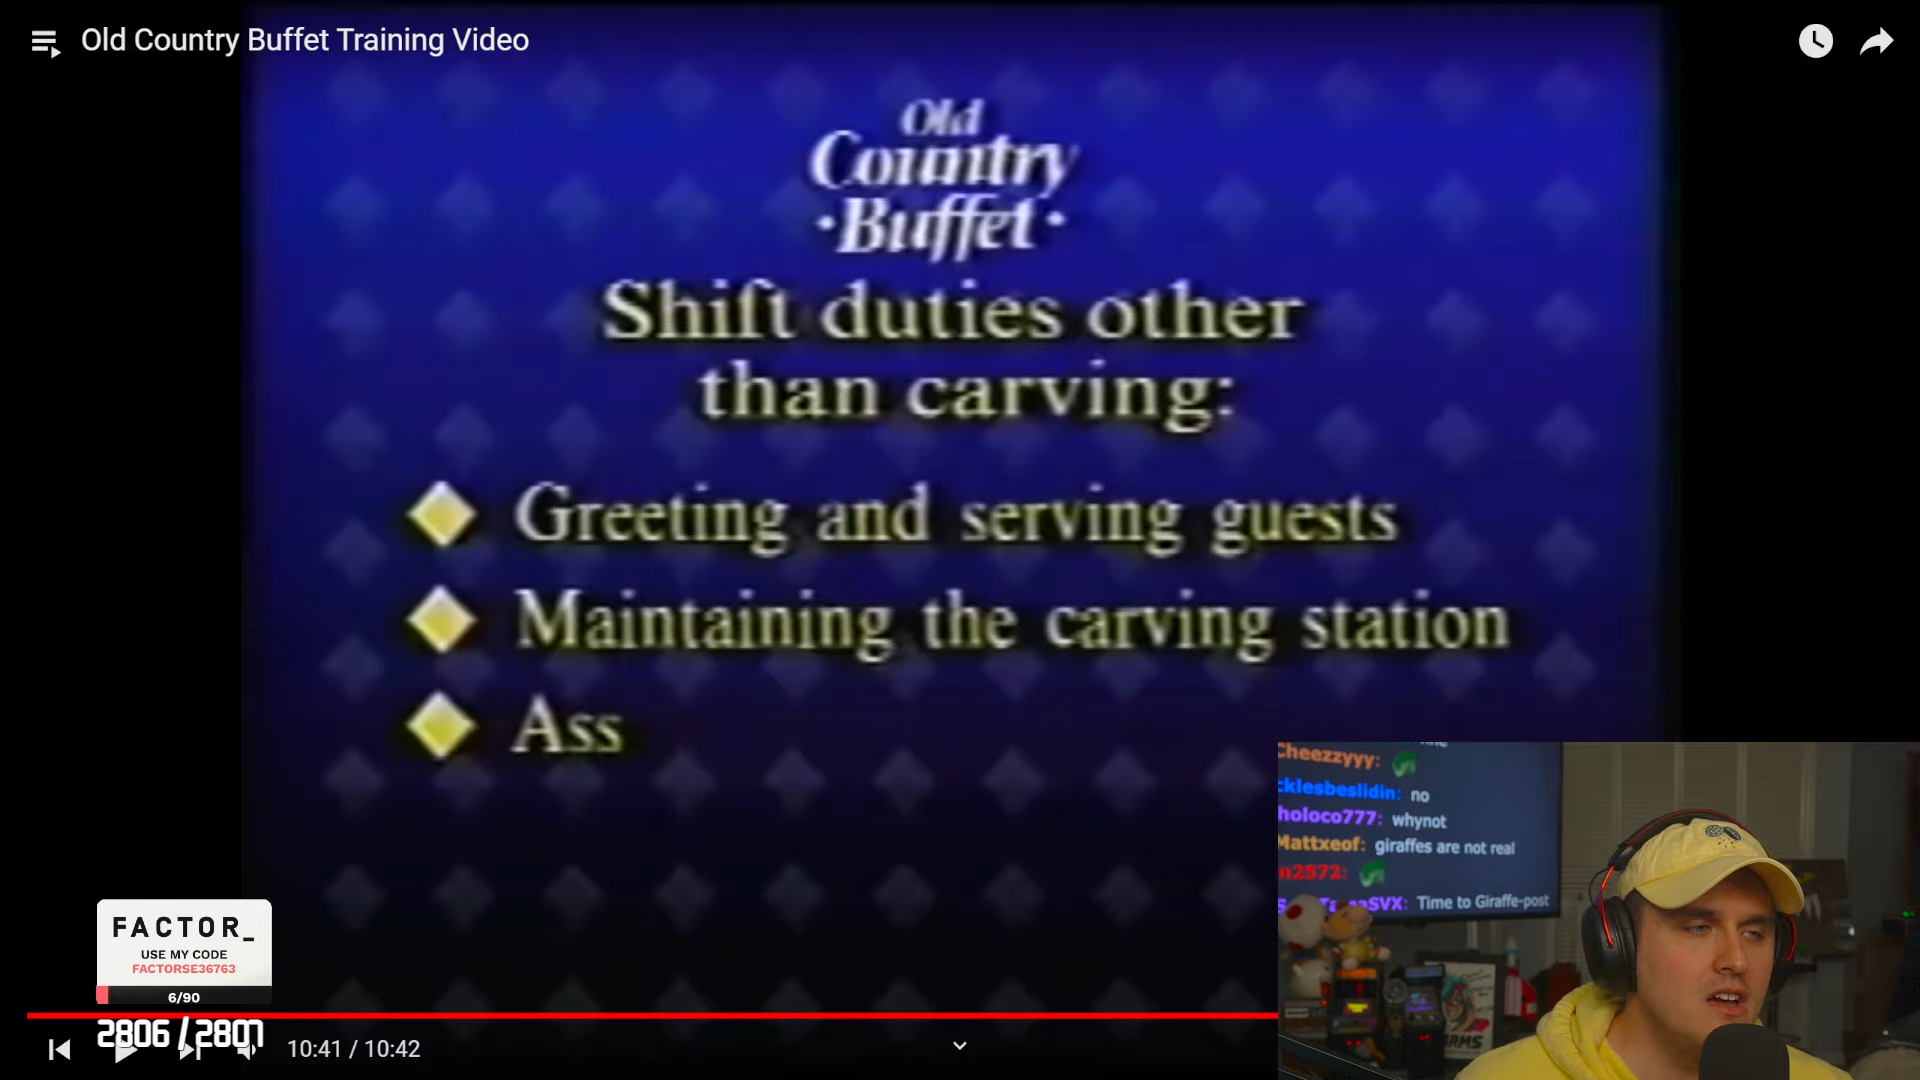 Old Country Buffet Training Video
Old
Country
·Buffet·
Shift duties other
than carving:
Greeting and serving guests
Maintaining the carving station
Ass
Cheezzyyy:
cklesbeslidin: no
holoco777: whynot
Mattxeof: giraffes are not real
n2572:
Time to Giraffe-post
FACTOR_
USE MY CODE
FACTORSE36763
6/90
2806 / 2807
10:41 / 10:42